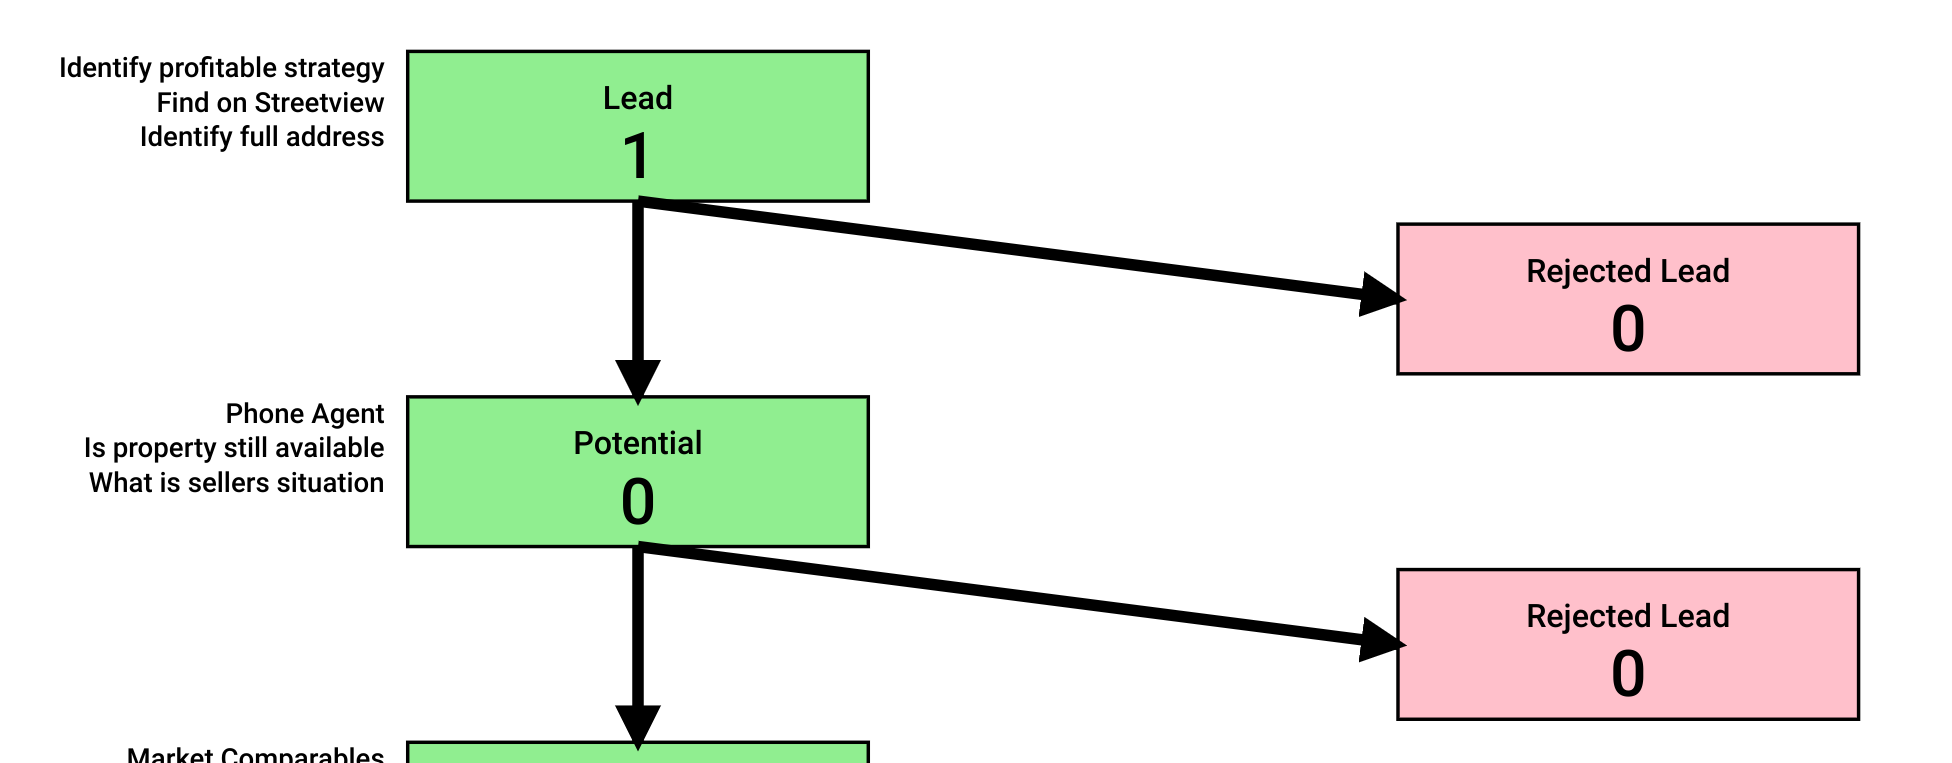 Identify profitable strategy
Find on Streetview
Identify full address
Lead
1
Rejected Lead
0
Phone Agent
Is property still available
What is sellers situation
Potential
0
Rejected Lead
0
Market Comparables